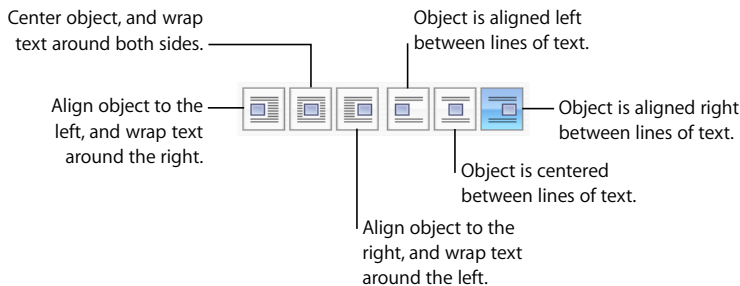 Center object, and wrap
text around both sides.
Object is aligned left
between lines of text.
Align object to the
left, and wrap text
around the right.
Object is aligned right
between lines of text.
Object is centered
between lines of text.
Align object to the
right, and wrap text
around the left.